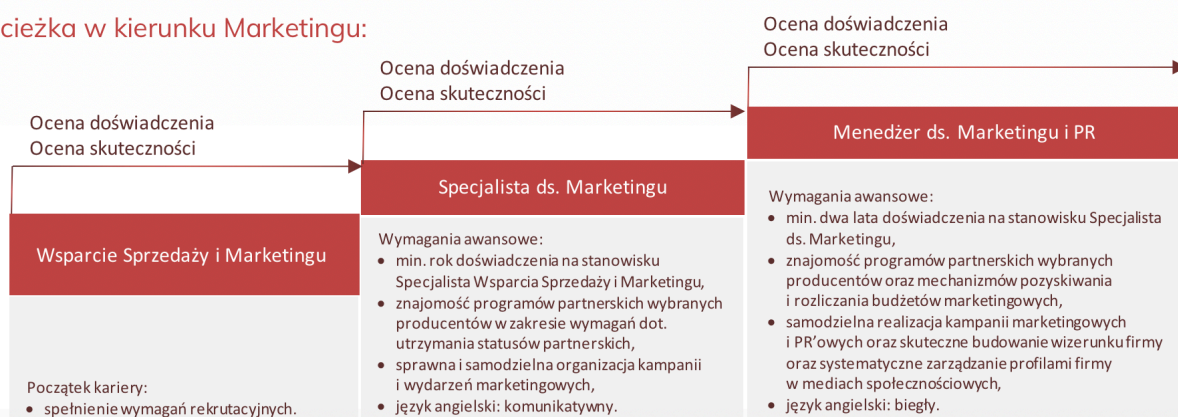 cieżka w kierunku Marketingu:
Ocena doświadczenia
Ocena skuteczności
Wsparcie Sprzedaży i Marketingu
Początek kariery:
• spełnienie wymagań rekrutacyjnych.
Ocena doświadczenia
Ocena skuteczności
Specjalista ds. Marketingu
Wymagania awansowe:
• min. rok doświadczenia na stanowisku
Specjalista Wsparcia Sprzedaży i Marketingu,
• znajomość programów partnerskich wybranych
producentów w zakresie wymagań dot.
utrzymania statusów partnerskich,
• sprawna i samodzielna organizacja kampanii
i wydarzeń marketingowych,
• język angielski: komunikatywny.
Ocena doświadczenia
Ocena skuteczności
Menedżer ds. Marketingu i PR
Wymagania awansowe:
• min. dwa lata doświadczenia na stanowisku Specjalista
ds. Marketingu,
• znajomość programów partnerskich wybranych
producentów oraz mechanizmów pozyskiwania
i rozliczania budżetów marketingowych,
• samodzielna realizacja kampanii marketingowych
i PR’owych oraz skuteczne budowanie wizerunku firmy
oraz systematyczne zarządzanie profilami firmy
w mediach społecznościowych,
• język angielski: biegły.